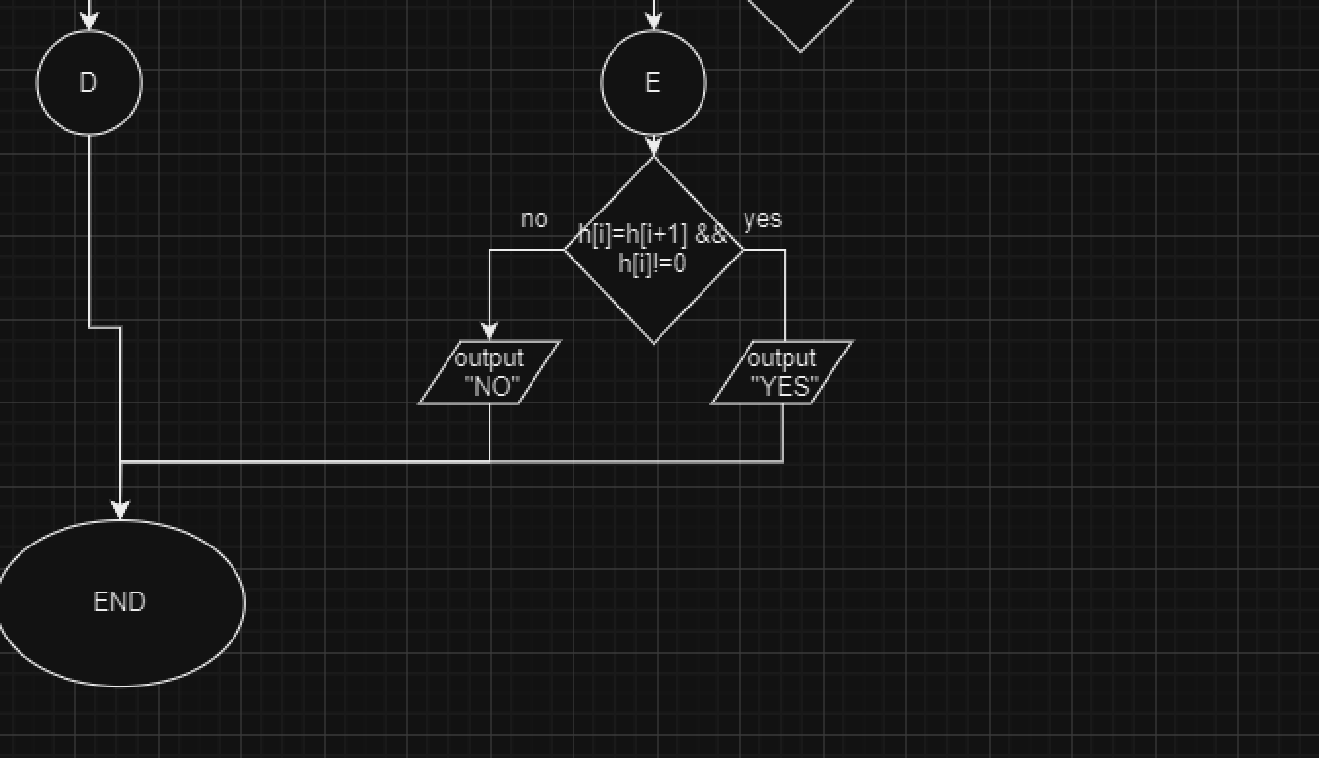 D
E
no
yes
h[i]=h[i+1] &&
h[i]!=0
output
"NO"
output
"YES"
END